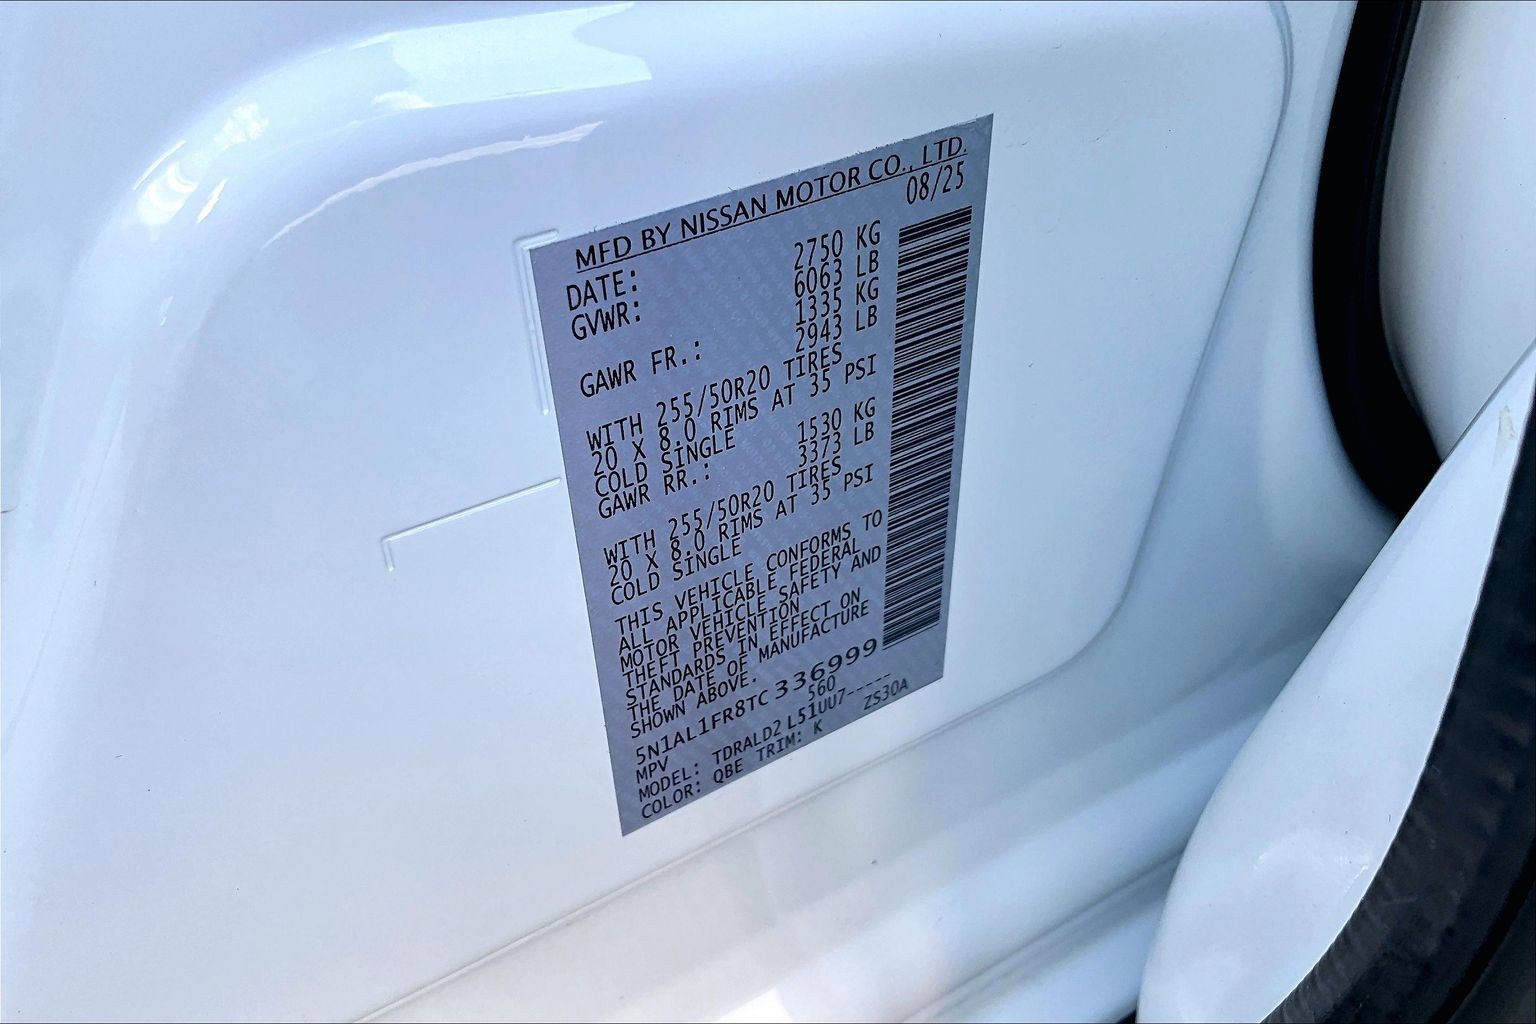 MFD BY NISSAN MOTOR CO., LTD.
DATE: 08/25
GVWR: 2750 KG
6063 LB
GAWR FR.: 1335 KG
2943 LB
WITH 255/50R20 TIRES
20 X 8.0 RIMS AT 35 PSI
COLD SINGLE
GAWR RR.: 1530 KG
3373 LB
WITH 255/50R20 TIRES
20 X 8.0 RIMS AT 35 PSI
COLD SINGLE
THIS VEHICLE CONFORMS TO
ALL APPLICABLE FEDERAL
MOTOR VEHICLE SAFETY AND
THEFT PREVENTION
STANDARDS IN EFFECT ON
THE DATE OF MANUFACTURE
SHOWN ABOVE.
5N1AL1FR8TC336999
MPV 560
MODEL: TDRALD2 L51UU7-----
COLOR: QBE TRIM: K ZS30A